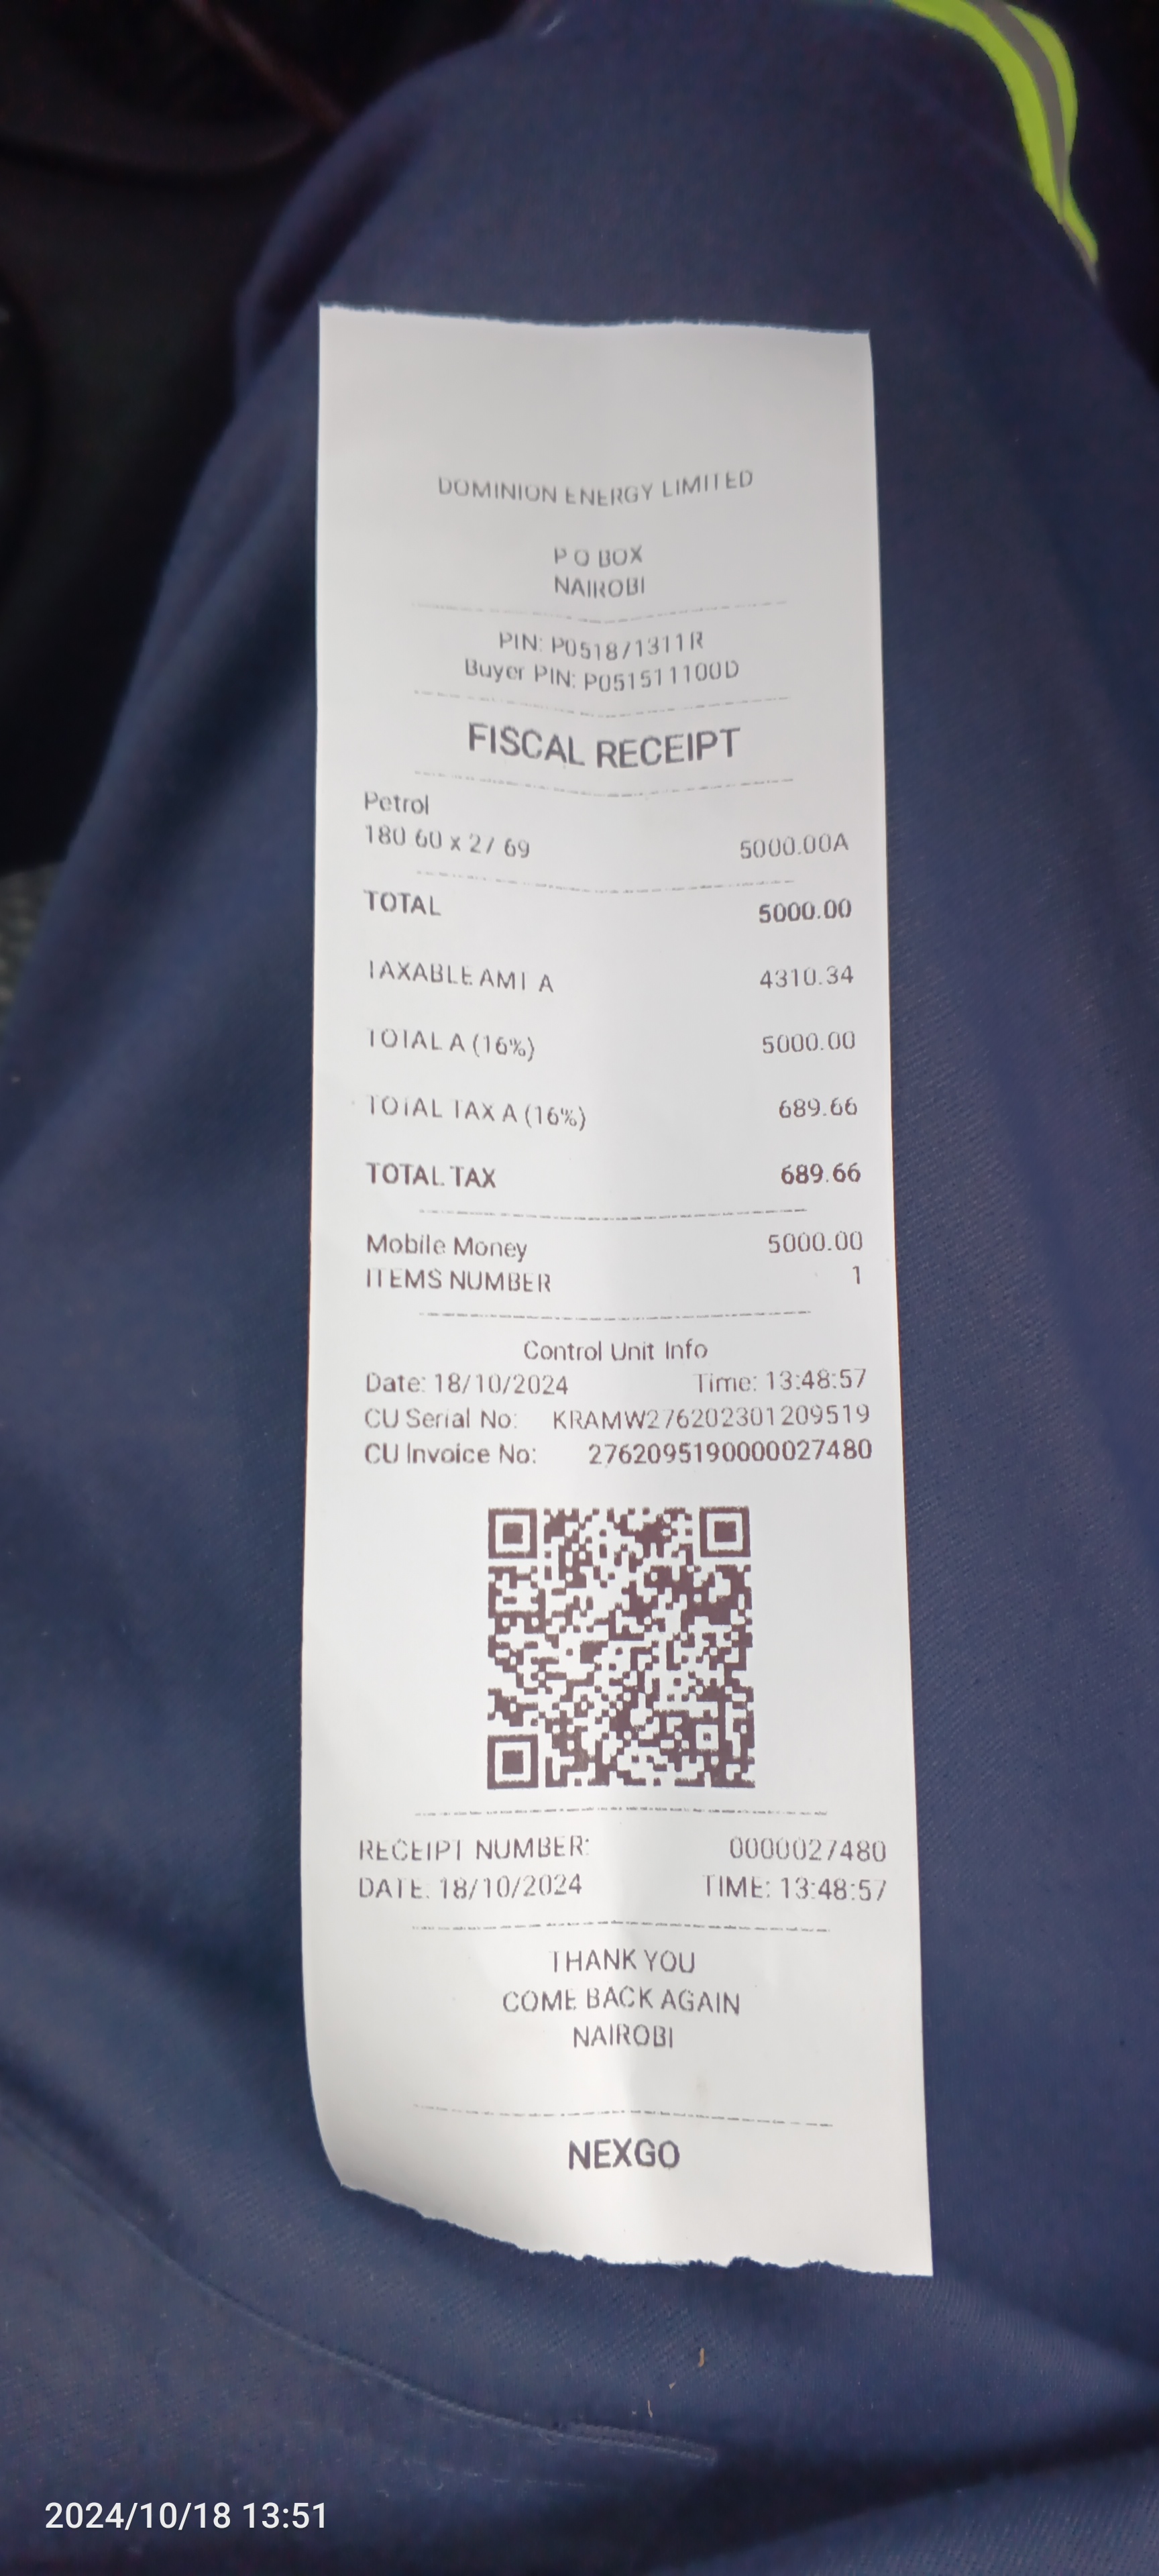 DOMINION ENERGY LIMITED
P O BOX
NAIROBI
PIN: P051871311R
Buyer PIN: P051511100D
FISCAL RECEIPT
Petrol
180.60 x 27.69 5000.00A
TOTAL 5000.00
TAXABLE AMT A 4310.34
TOTAL A (16%) 5000.00
TOTAL TAX A (16%) 689.66
TOTAL TAX 689.66
Mobile Money 5000.00
ITEMS NUMBER 1
Control Unit Info
Date: 18/10/2024 Time: 13:48:57
CU Serial No: KRAMW276202301209519
CU Invoice No: 2762095190000027480
RECEIPT NUMBER: 0000027480
DATE: 18/10/2024 TIME: 13:48:57
THANK YOU
COME BACK AGAIN
NAIROBI
NEXGO
2024/10/18 13:51